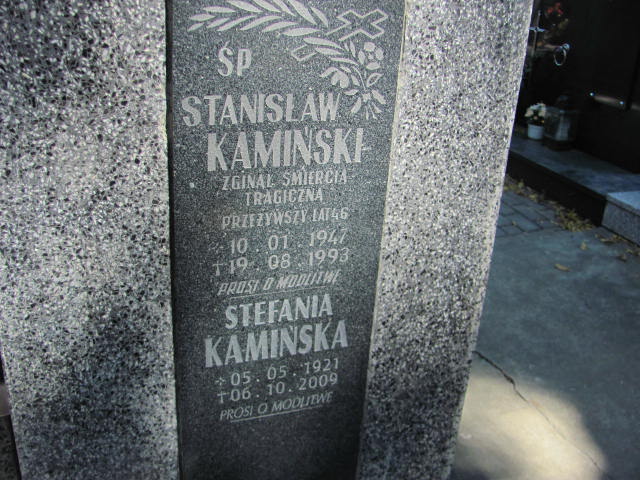 ŚP
STANISŁAW
KAMIŃSKI
ZGINĄŁ ŚMIERCIĄ
TRAGICZNĄ
PRZEŻYWSZY LAT 46
* 10.01.1947
† 19.08.1993
PROSI O MODLITWĘ
STEFANIA
KAMIŃSKA
* 05.05.1921
† 06.10.2009
PROSI O MODLITWĘ